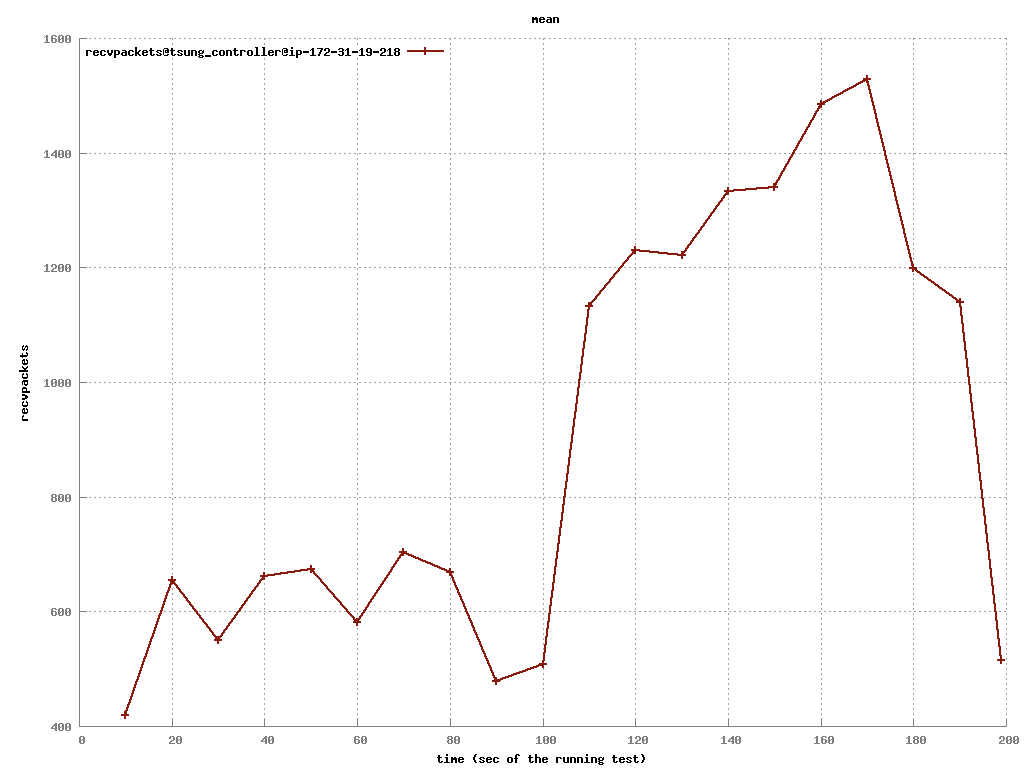 mean
1600
recvpackets@tsung_controller@ip-172-31-19-218
1400
1200
1000
recvpackets
800
600
400
0 20 40 60 80 100 120 140 160 180 200
time (sec of the running test)